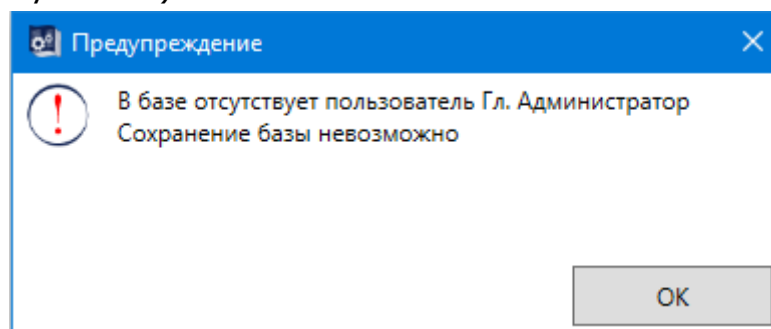 Предупреждение
В базе отсутствует пользователь Гл. Администратор
Сохранение базы невозможно
OK